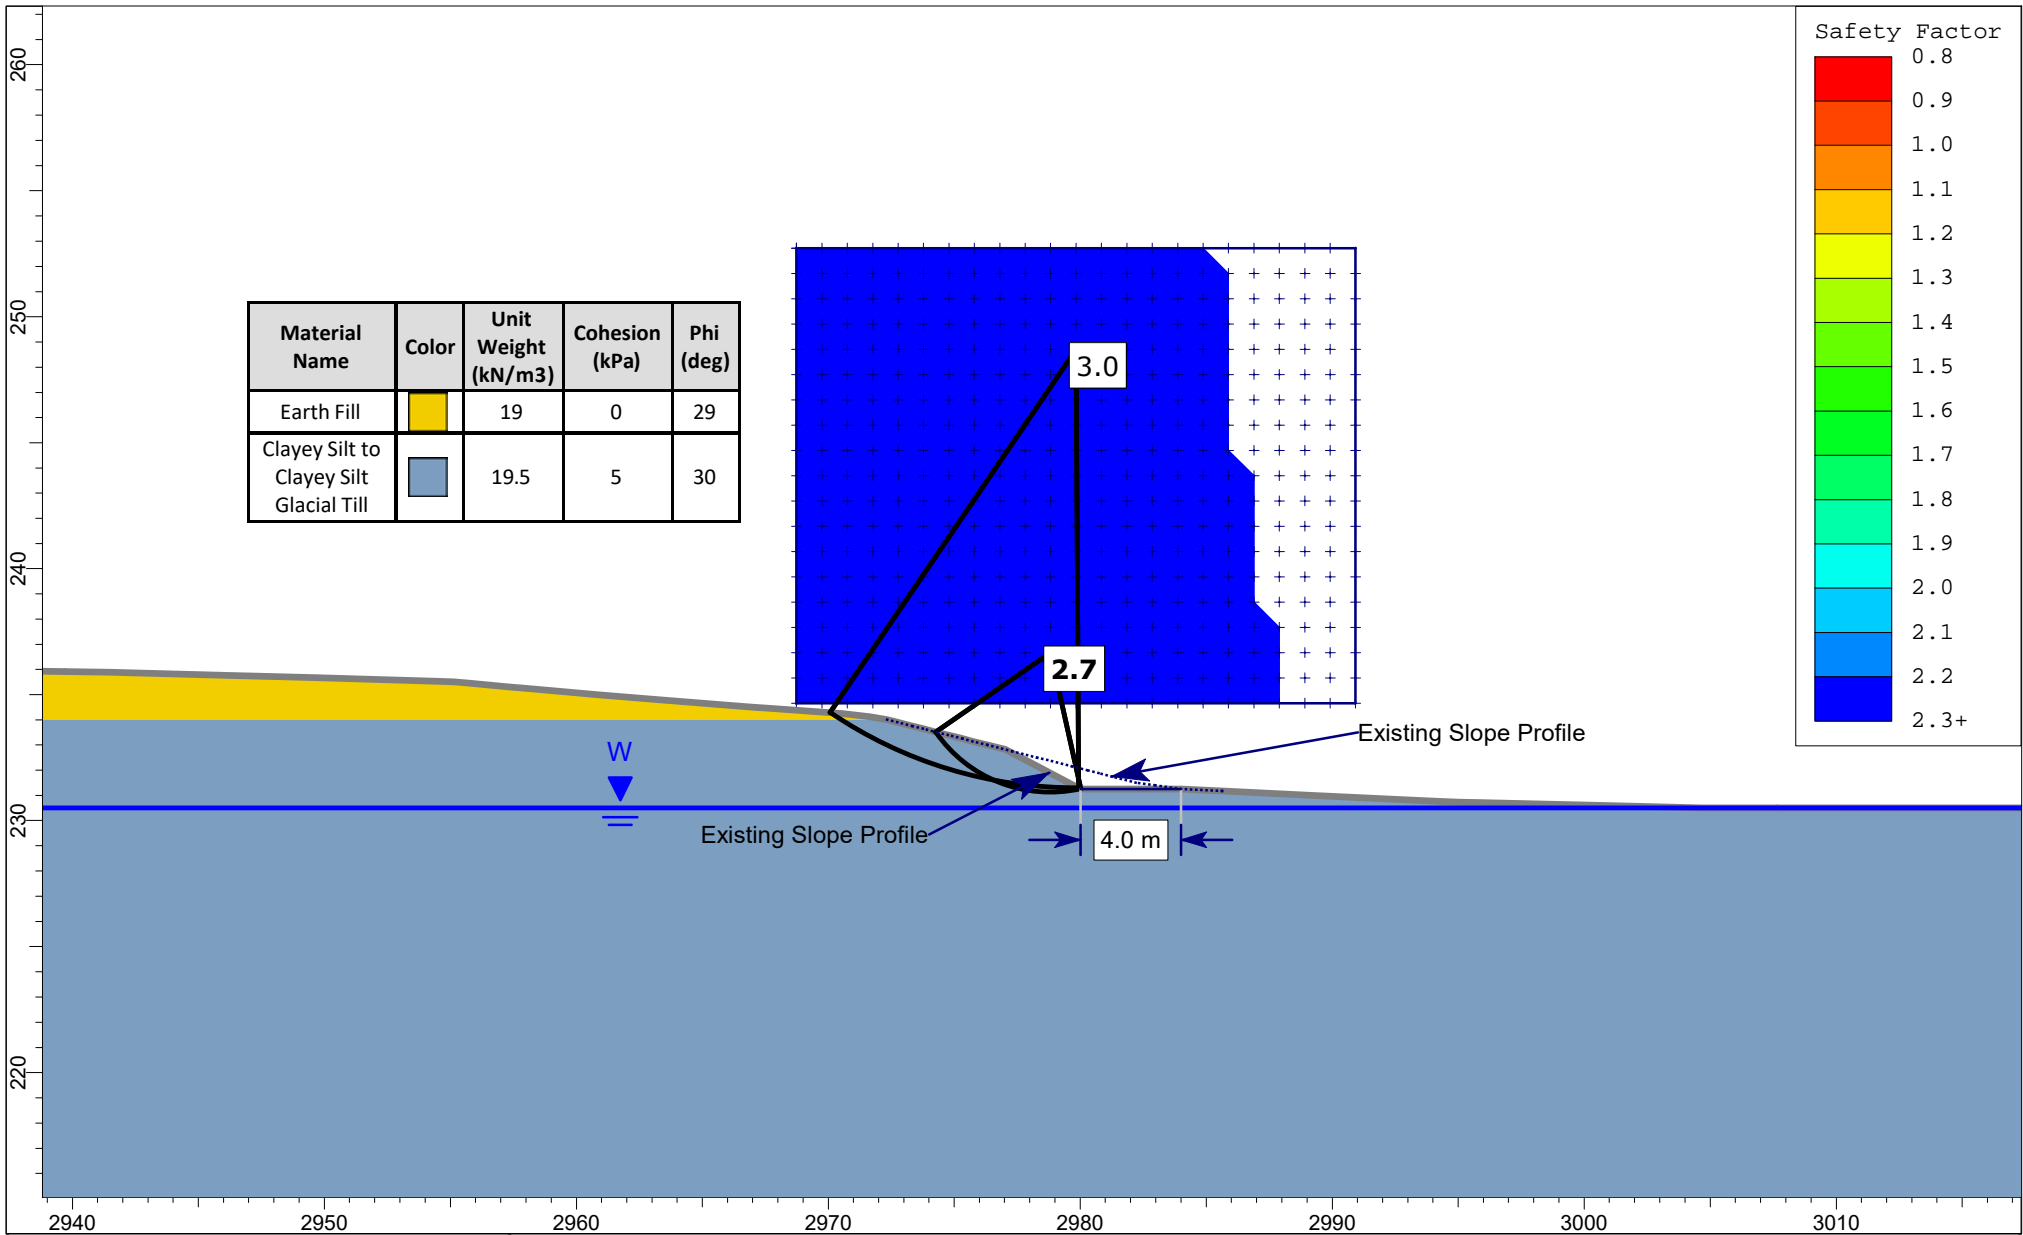 Safety Factor
0.8
0.9
1.0
1.1
1.2
1.3
1.4
1.5
1.6
1.7
1.8
1.9
2.0
2.1
2.2
2.3+
260
250
240
230
220
Material Name Color Unit Weight (kN/m3) Cohesion (kPa) Phi (deg)
Earth Fill 19 0 29
Clayey Silt to Clayey Silt Glacial Till 19.5 5 30
3.0
2.7
W
Existing Slope Profile
Existing Slope Profile
4.0 m
2940 2950 2960 2970 2980 2990 3000 3010